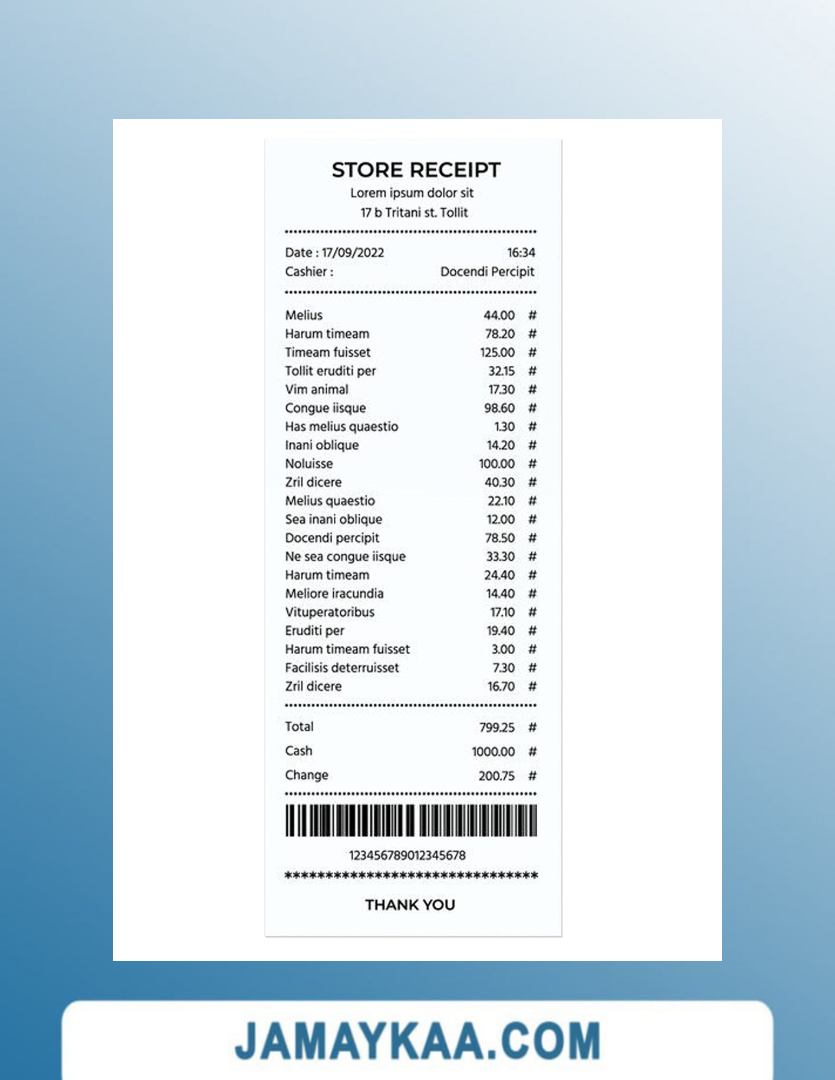 STORE RECEIPT
Lorem ipsum dolor sit
17 b Tritani st. Tollit
Date : 17/09/2022 16:34
Cashier : Docendi Percipit
Melius 44.00 #
Harum timeam 78.20 #
Timeam fuisset 125.00 #
Tollit eruditi per 32.15 #
Vim animal 17.30 #
Congue iisque 98.60 #
Has melius quaestio 1.30 #
Inani oblique 14.20 #
Noluisse 100.00 #
Zril dicere 40.30 #
Melius quaestio 22.10 #
Sea inani oblique 12.00 #
Docendi percipit 78.50 #
Ne sea congue iisque 33.30 #
Harum timeam 24.40 #
Meliore iracundia 14.40 #
Vituperatoribus 17.10 #
Eruditi per 19.40 #
Harum timeam fuisset 3.00 #
Facilisis deterruisset 7.30 #
Zril dicere 16.70 #
Total 799.25 #
Cash 1000.00 #
Change 200.75 #
123456789012345678
*******************************
THANK YOU
JAMAYKAA.COM